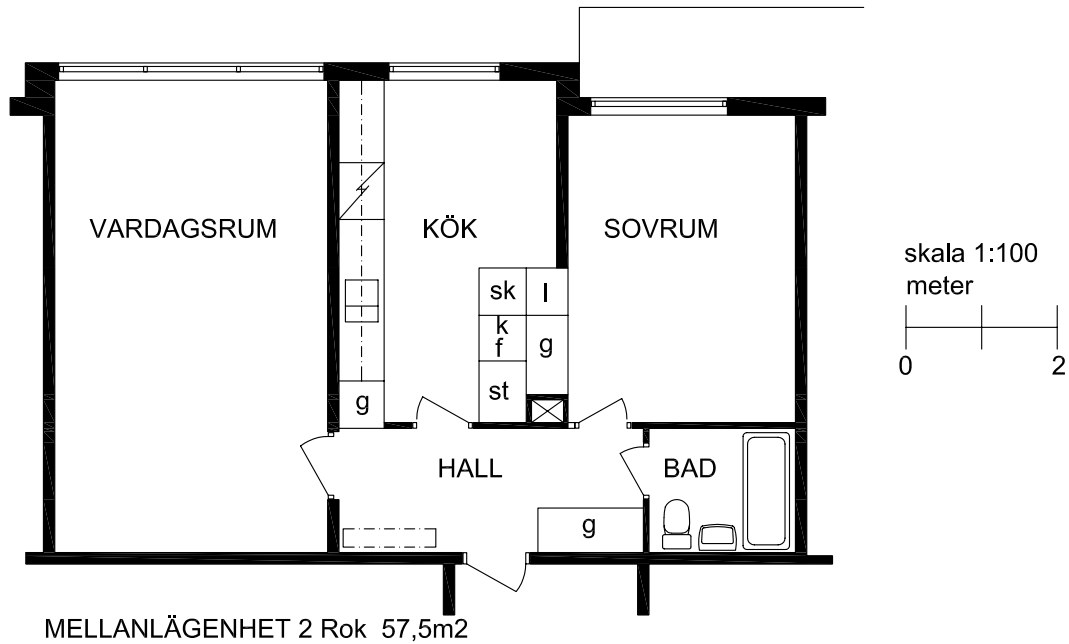 VARDAGSRUM
KÖK
SOVRUM
skala 1:100
meter
0 2
sk l
k
f
g
st
g
HALL
BAD
g
MELLANLÄGENHET 2 Rok 57,5m2